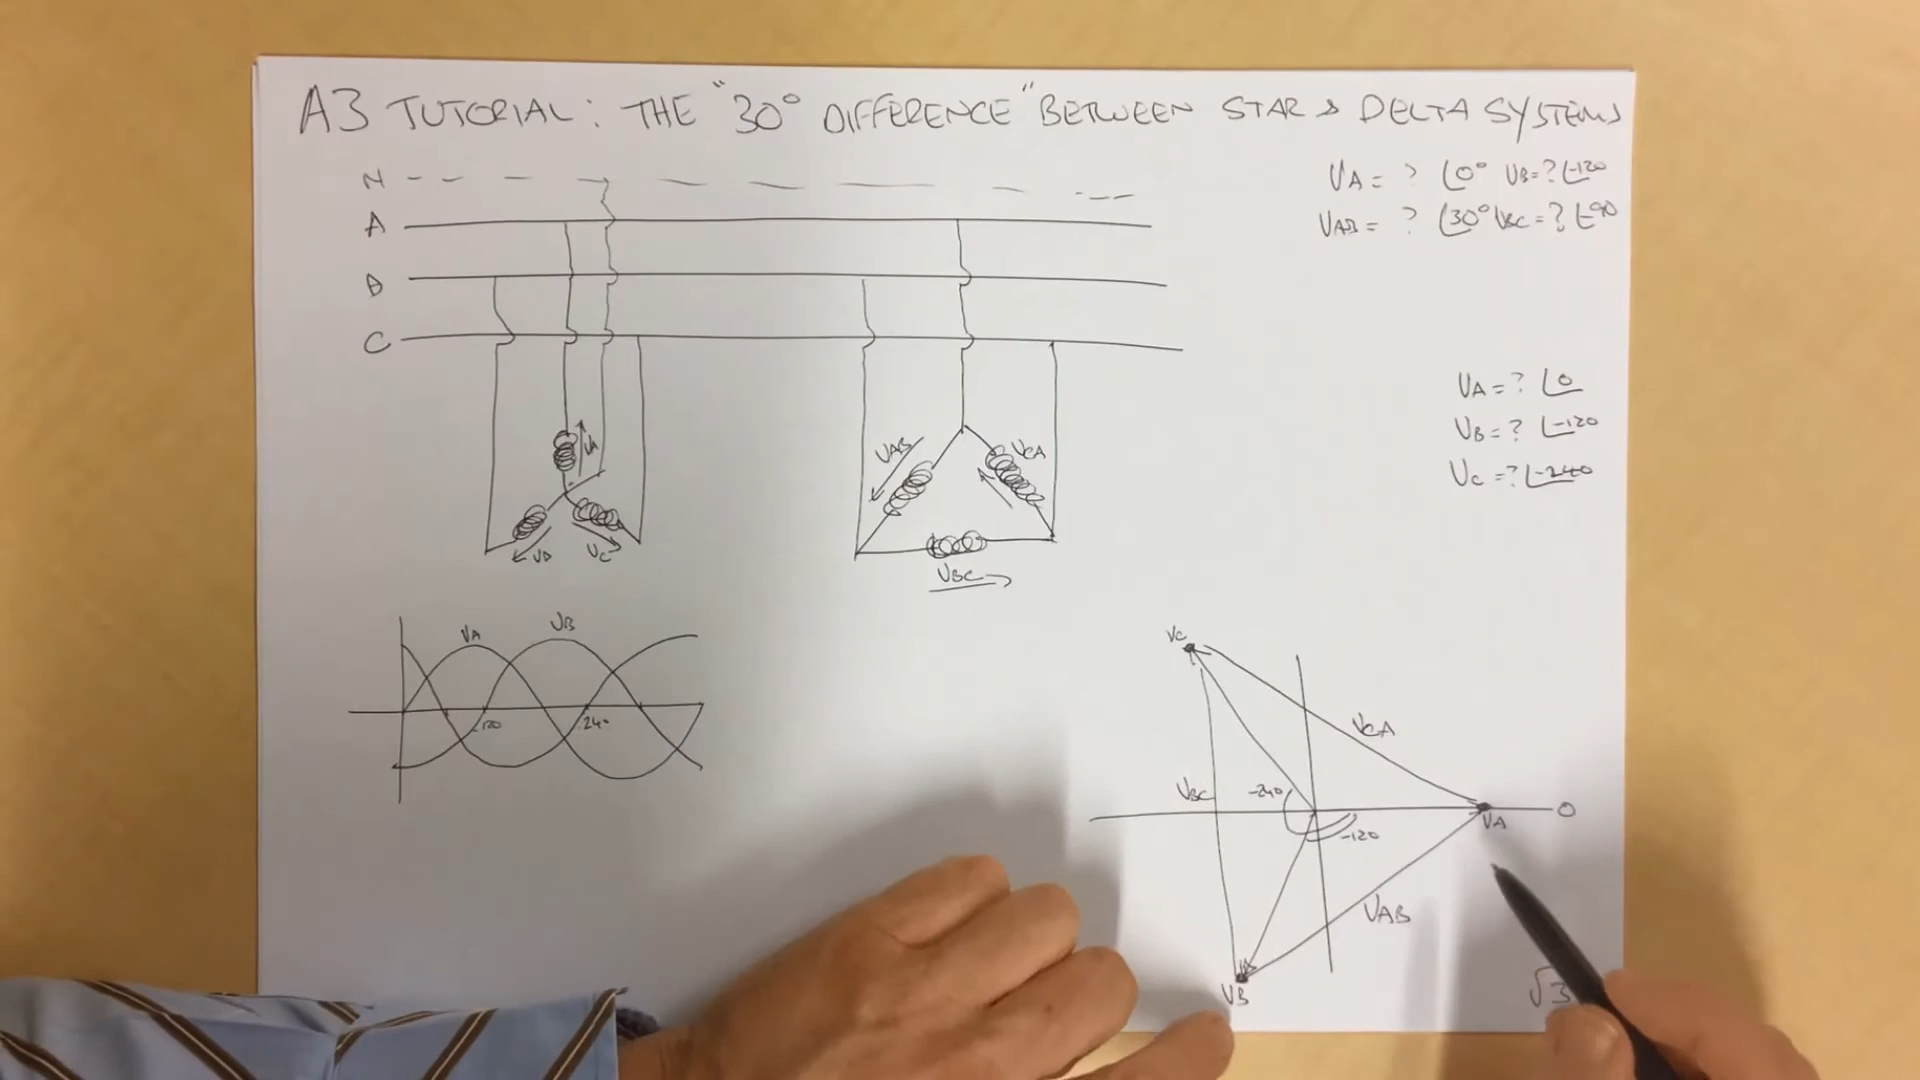 A3 TUTORIAL: THE "30° DIFFERENCE" BETWEEN STAR & DELTA SYSTEMS
VA = ? ∠0° VB = ? ∠-120
VAB = ? ∠30° VBC = ? ∠-90
N
A
B
C
VA = ? ∠0
VB = ? ∠-120
VC = ? ∠-240
VA
VB
VC
VAB
VCA
VBC
VA
VB
120
240
VC
VCA
VBC
-240
0
VA
-120
VAB
VB
√3